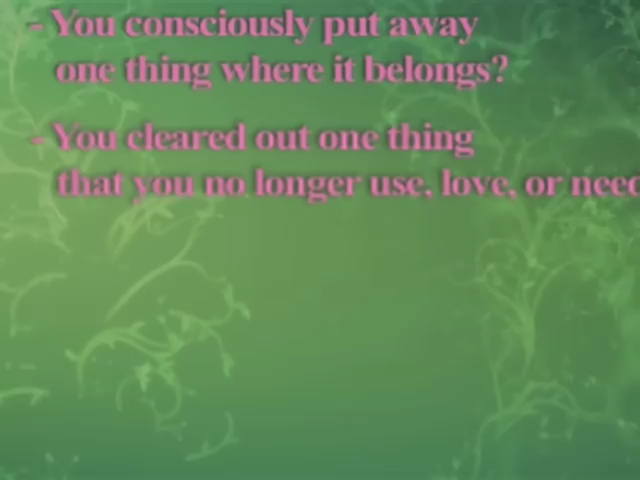 - You consciously put away
one thing where it belongs?
- You cleared out one thing
that you no longer use, love, or need